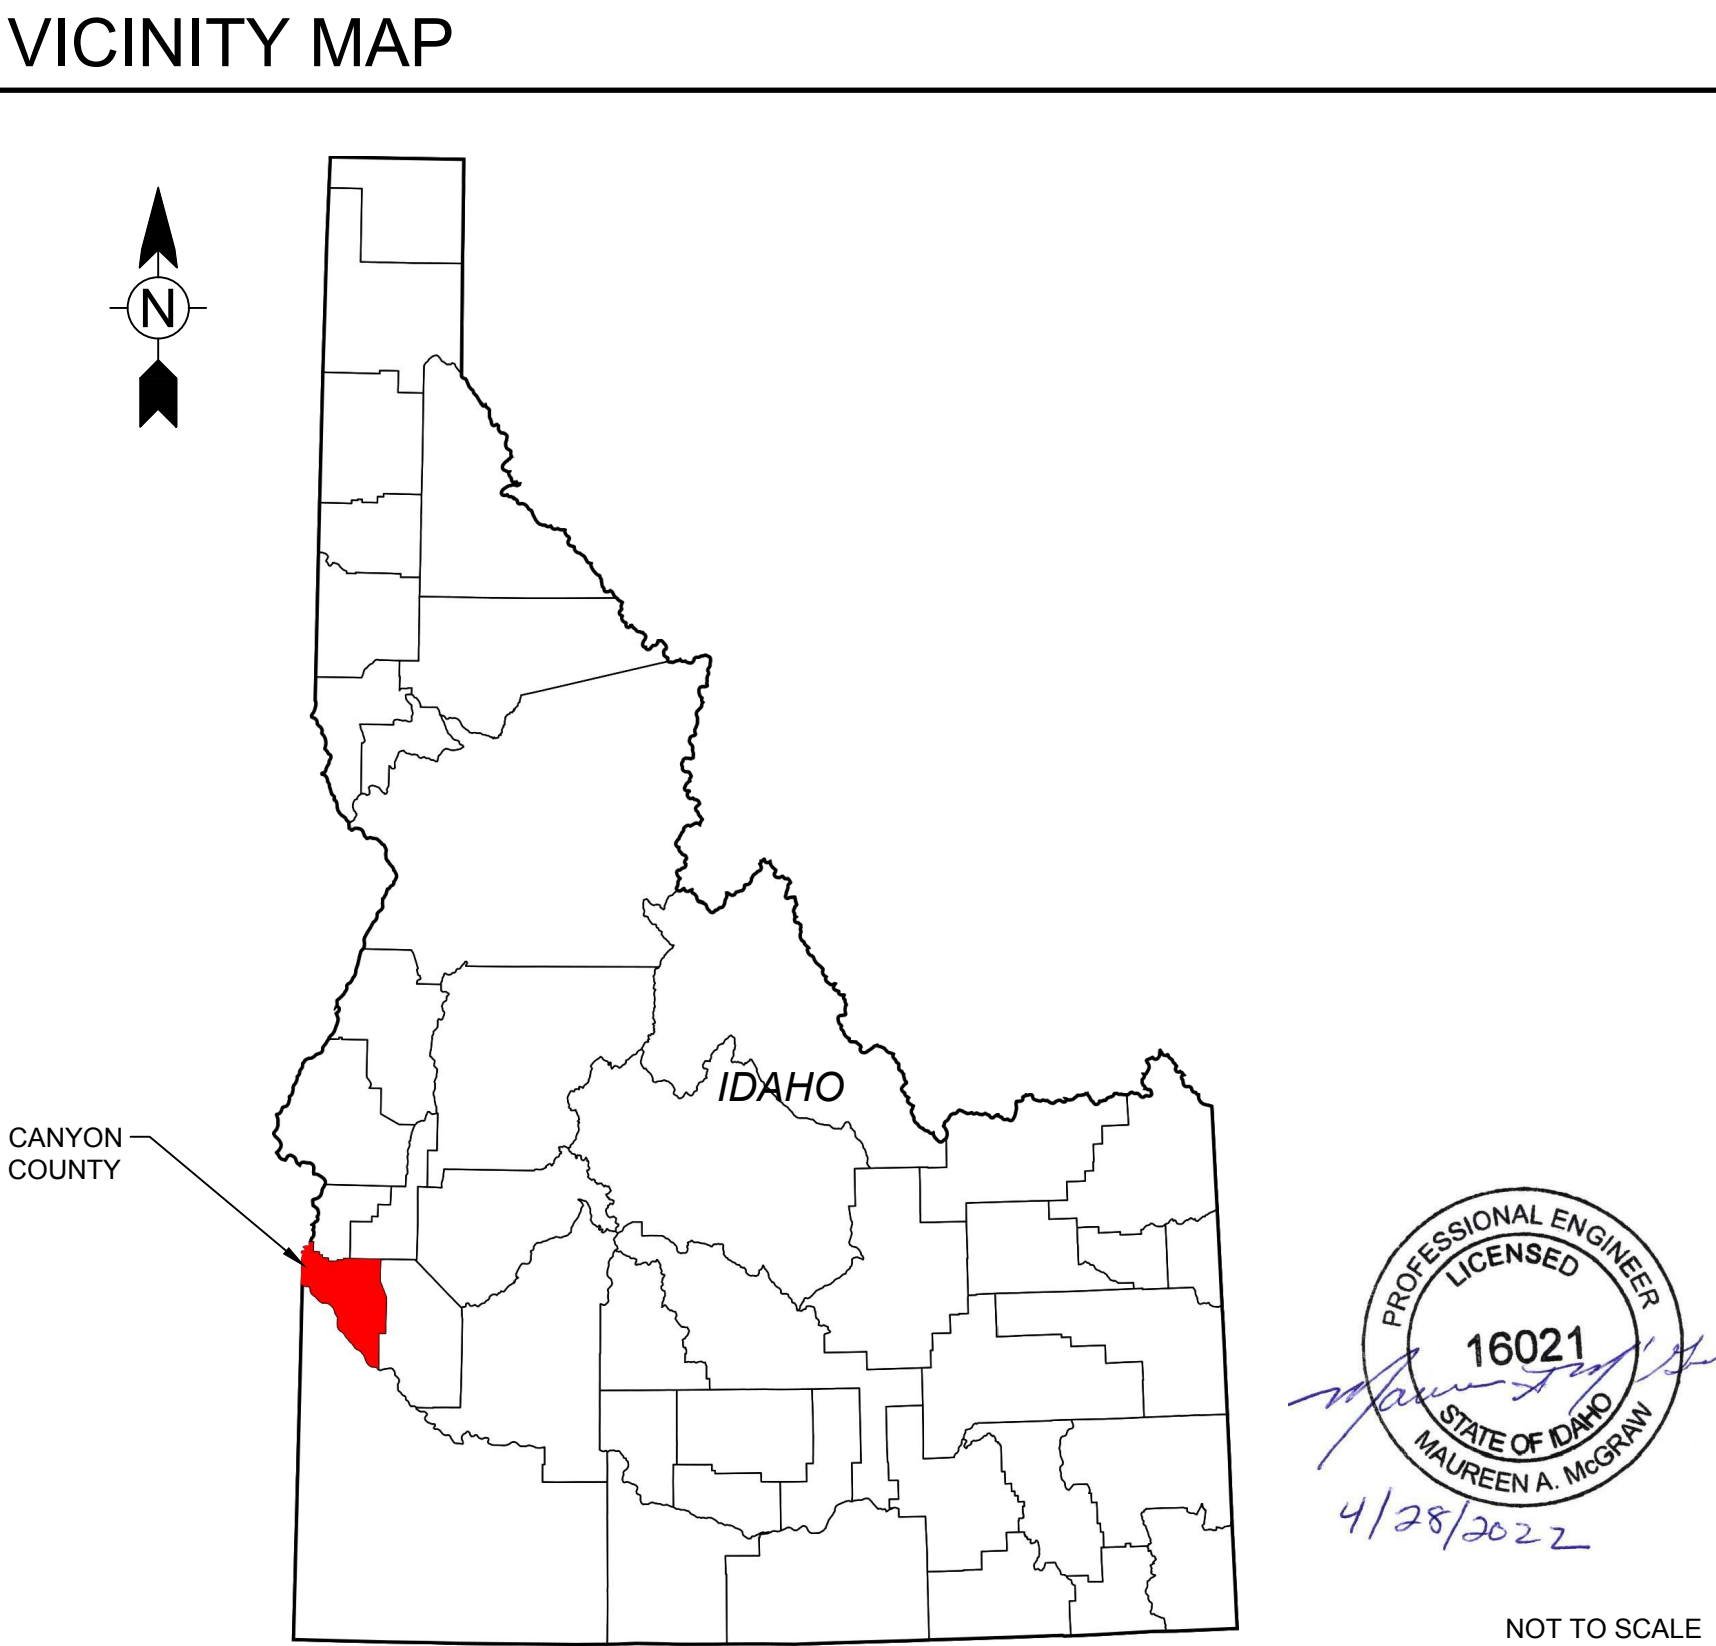 VICINITY MAP
N
IDAHO
CANYON
COUNTY
PROFESSIONAL ENGINEER
LICENSED
16021
STATE OF IDAHO
MAUREEN A. McGRAW
4/28/2022
NOT TO SCALE